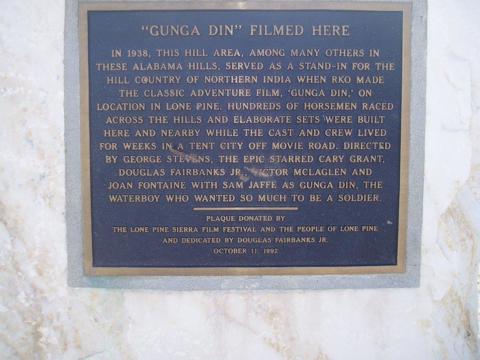 "GUNGA DIN" FILMED HERE
IN 1938, THIS HILL AREA, AMONG MANY OTHERS IN
THESE ALABAMA HILLS, SERVED AS A STAND-IN FOR THE
HILL COUNTRY OF NORTHERN INDIA WHEN RKO MADE
THE CLASSIC ADVENTURE FILM, 'GUNGA DIN,' ON
LOCATION IN LONE PINE. HUNDREDS OF HORSEMEN RACED
ACROSS THE HILLS AND ELABORATE SETS WERE BUILT
HERE AND NEARBY WHILE THE CAST AND CREW LIVED
FOR WEEKS IN A TENT CITY OFF MOVIE ROAD. DIRECTED
BY GEORGE STEVENS, THE EPIC STARRED CARY GRANT,
DOUGLAS FAIRBANKS JR., VICTOR MCLAGLEN AND
JOAN FONTAINE WITH SAM JAFFE AS GUNGA DIN, THE
WATERBOY WHO WANTED SO MUCH TO BE A SOLDIER.
PLAQUE DONATED BY
THE LONE PINE SIERRA FILM FESTIVAL AND THE PEOPLE OF LONE PINE
AND DEDICATED BY DOUGLAS FAIRBANKS JR.
OCTOBER 11, 1992